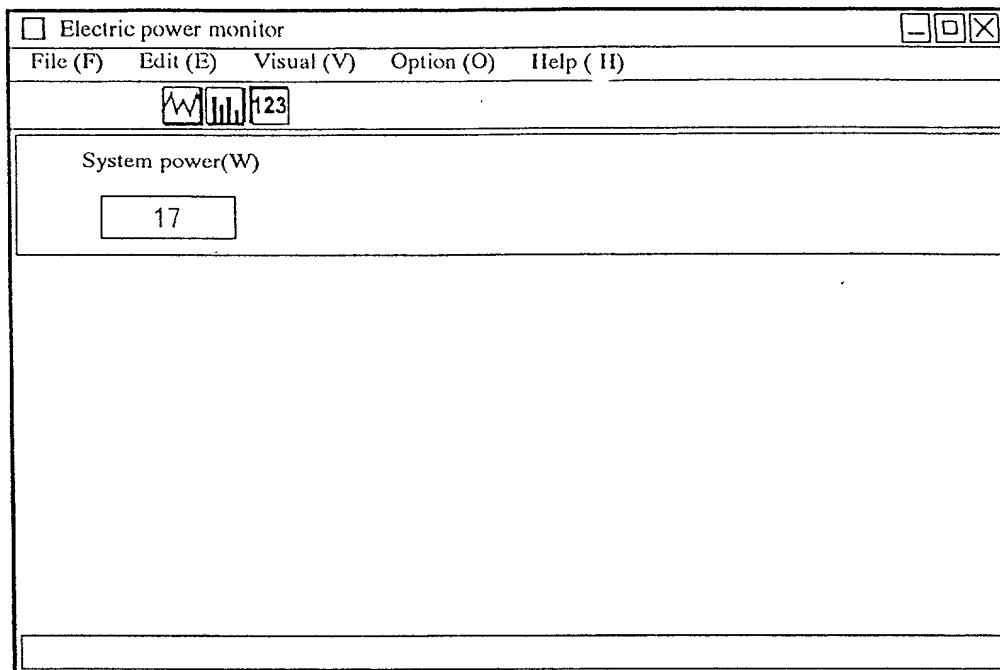 Electric power monitor
File (F) Edit (E) Visual (V) Option (O) Help ( H)
123
System power(W)
17